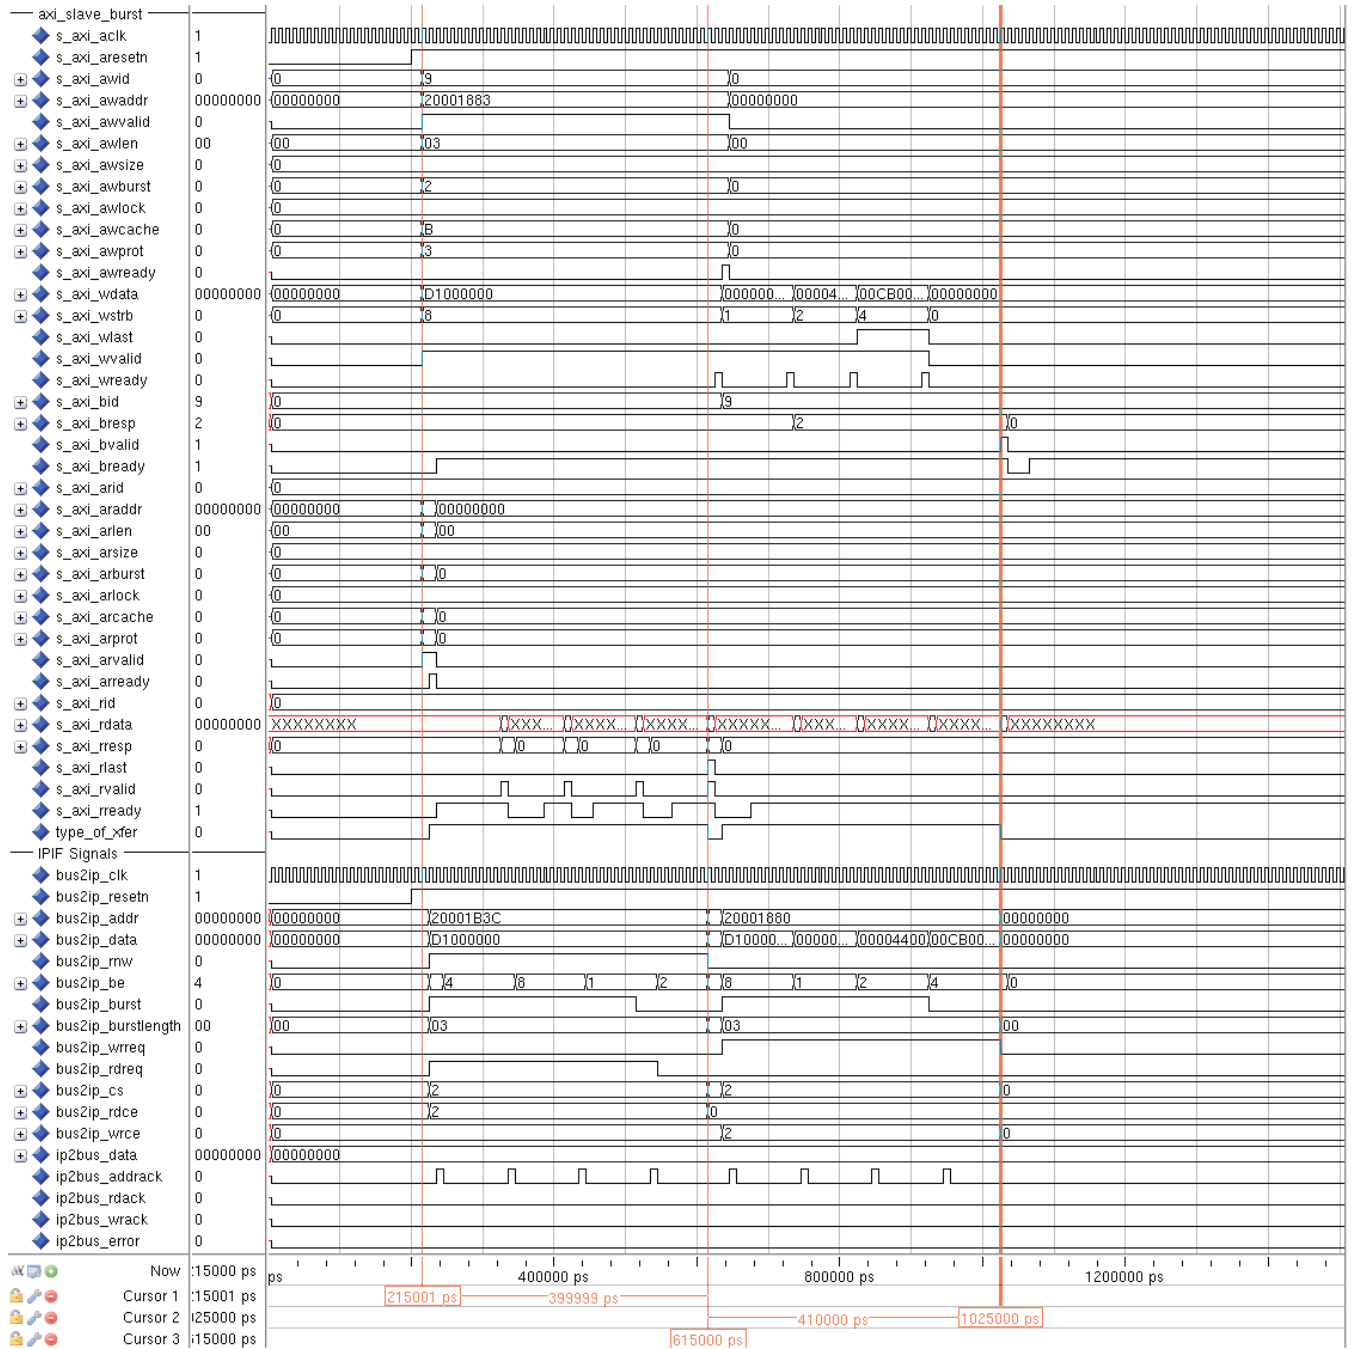 axi_slave_burst
s_axi_aclk 1
s_axi_aresetn 1
s_axi_awid 0 0 9 0
s_axi_awaddr 00000000 00000000 20001883 00000000
s_axi_awvalid 0
s_axi_awlen 00 00 03 00
s_axi_awsize 0 0
s_axi_awburst 0 0 2 0
s_axi_awlock 0 0
s_axi_awcache 0 0 B 0
s_axi_awprot 0 0 3 0
s_axi_awready 0
s_axi_wdata 00000000 00000000 D1000000 000000... 00004... 00CB00... 00000000
s_axi_wstrb 0 0 8 1 2 4 0
s_axi_wlast 0
s_axi_wvalid 0
s_axi_wready 0
s_axi_bid 9 0 9
s_axi_bresp 2 0 2 0
s_axi_bvalid 1
s_axi_bready 1
s_axi_arid 0 0
s_axi_araddr 00000000 00000000 00000000
s_axi_arlen 00 00 00
s_axi_arsize 0 0
s_axi_arburst 0 0 0
s_axi_arlock 0 0
s_axi_arcache 0 0 0
s_axi_arprot 0 0 0
s_axi_arvalid 0
s_axi_arready 0
s_axi_rid 0 0
s_axi_rdata 00000000 XXXXXXXX XXX... XXXX... XXXX... XXXXX... XXX... XXXX... XXXX... XXXXXXXX
s_axi_rresp 0 0 0 0 0 0
s_axi_rlast 0
s_axi_rvalid 0
s_axi_rready 1
type_of_xfer 0
IPIF Signals
bus2ip_clk 1
bus2ip_resetn 1
bus2ip_addr 00000000 00000000 20001B3C 20001880 00000000
bus2ip_data 00000000 00000000 D1000000 D10000... 00000... 00004400 00CB00... 00000000
bus2ip_rnw 0
bus2ip_be 4 0 4 8 1 2 8 1 2 4 0
bus2ip_burst 0
bus2ip_burstlength 00 00 03 03 00
bus2ip_wrreq 0
bus2ip_rdreq 0
bus2ip_cs 0 0 2 2 0
bus2ip_rdce 0 0 2 0
bus2ip_wrce 0 0 2 0
ip2bus_data 00000000 00000000
ip2bus_addrack 0
ip2bus_rdack 0
ip2bus_wrack 0
ip2bus_error 0
Now 15000 ps ps 400000 ps 800000 ps 1200000 ps
Cursor 1 15001 ps 215001 ps 399999 ps
Cursor 2 25000 ps 410000 ps 1025000 ps
Cursor 3 15000 ps 615000 ps